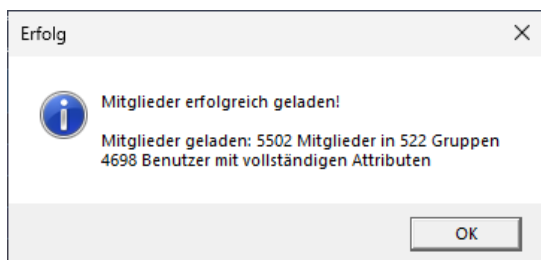 Erfolg
Mitglieder erfolgreich geladen!
Mitglieder geladen: 5502 Mitglieder in 522 Gruppen
4698 Benutzer mit vollständigen Attributen
OK